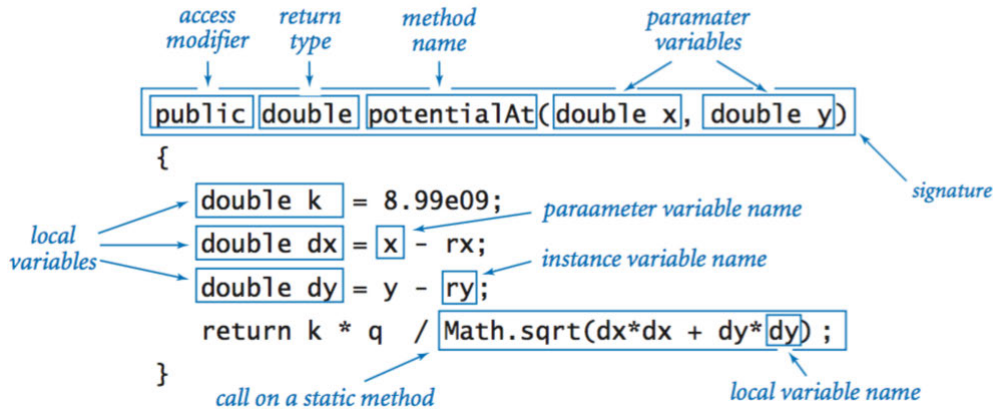 access modifier
return type
method name
paramater variables
public double potentialAt(double x, double y)
signature
{
local variables
double k = 8.99e09;
paraameter variable name
double dx = x - rx;
instance variable name
double dy = y - ry;
return k * q / Math.sqrt(dx*dx + dy*dy) ;
}
call on a static method
local variable name